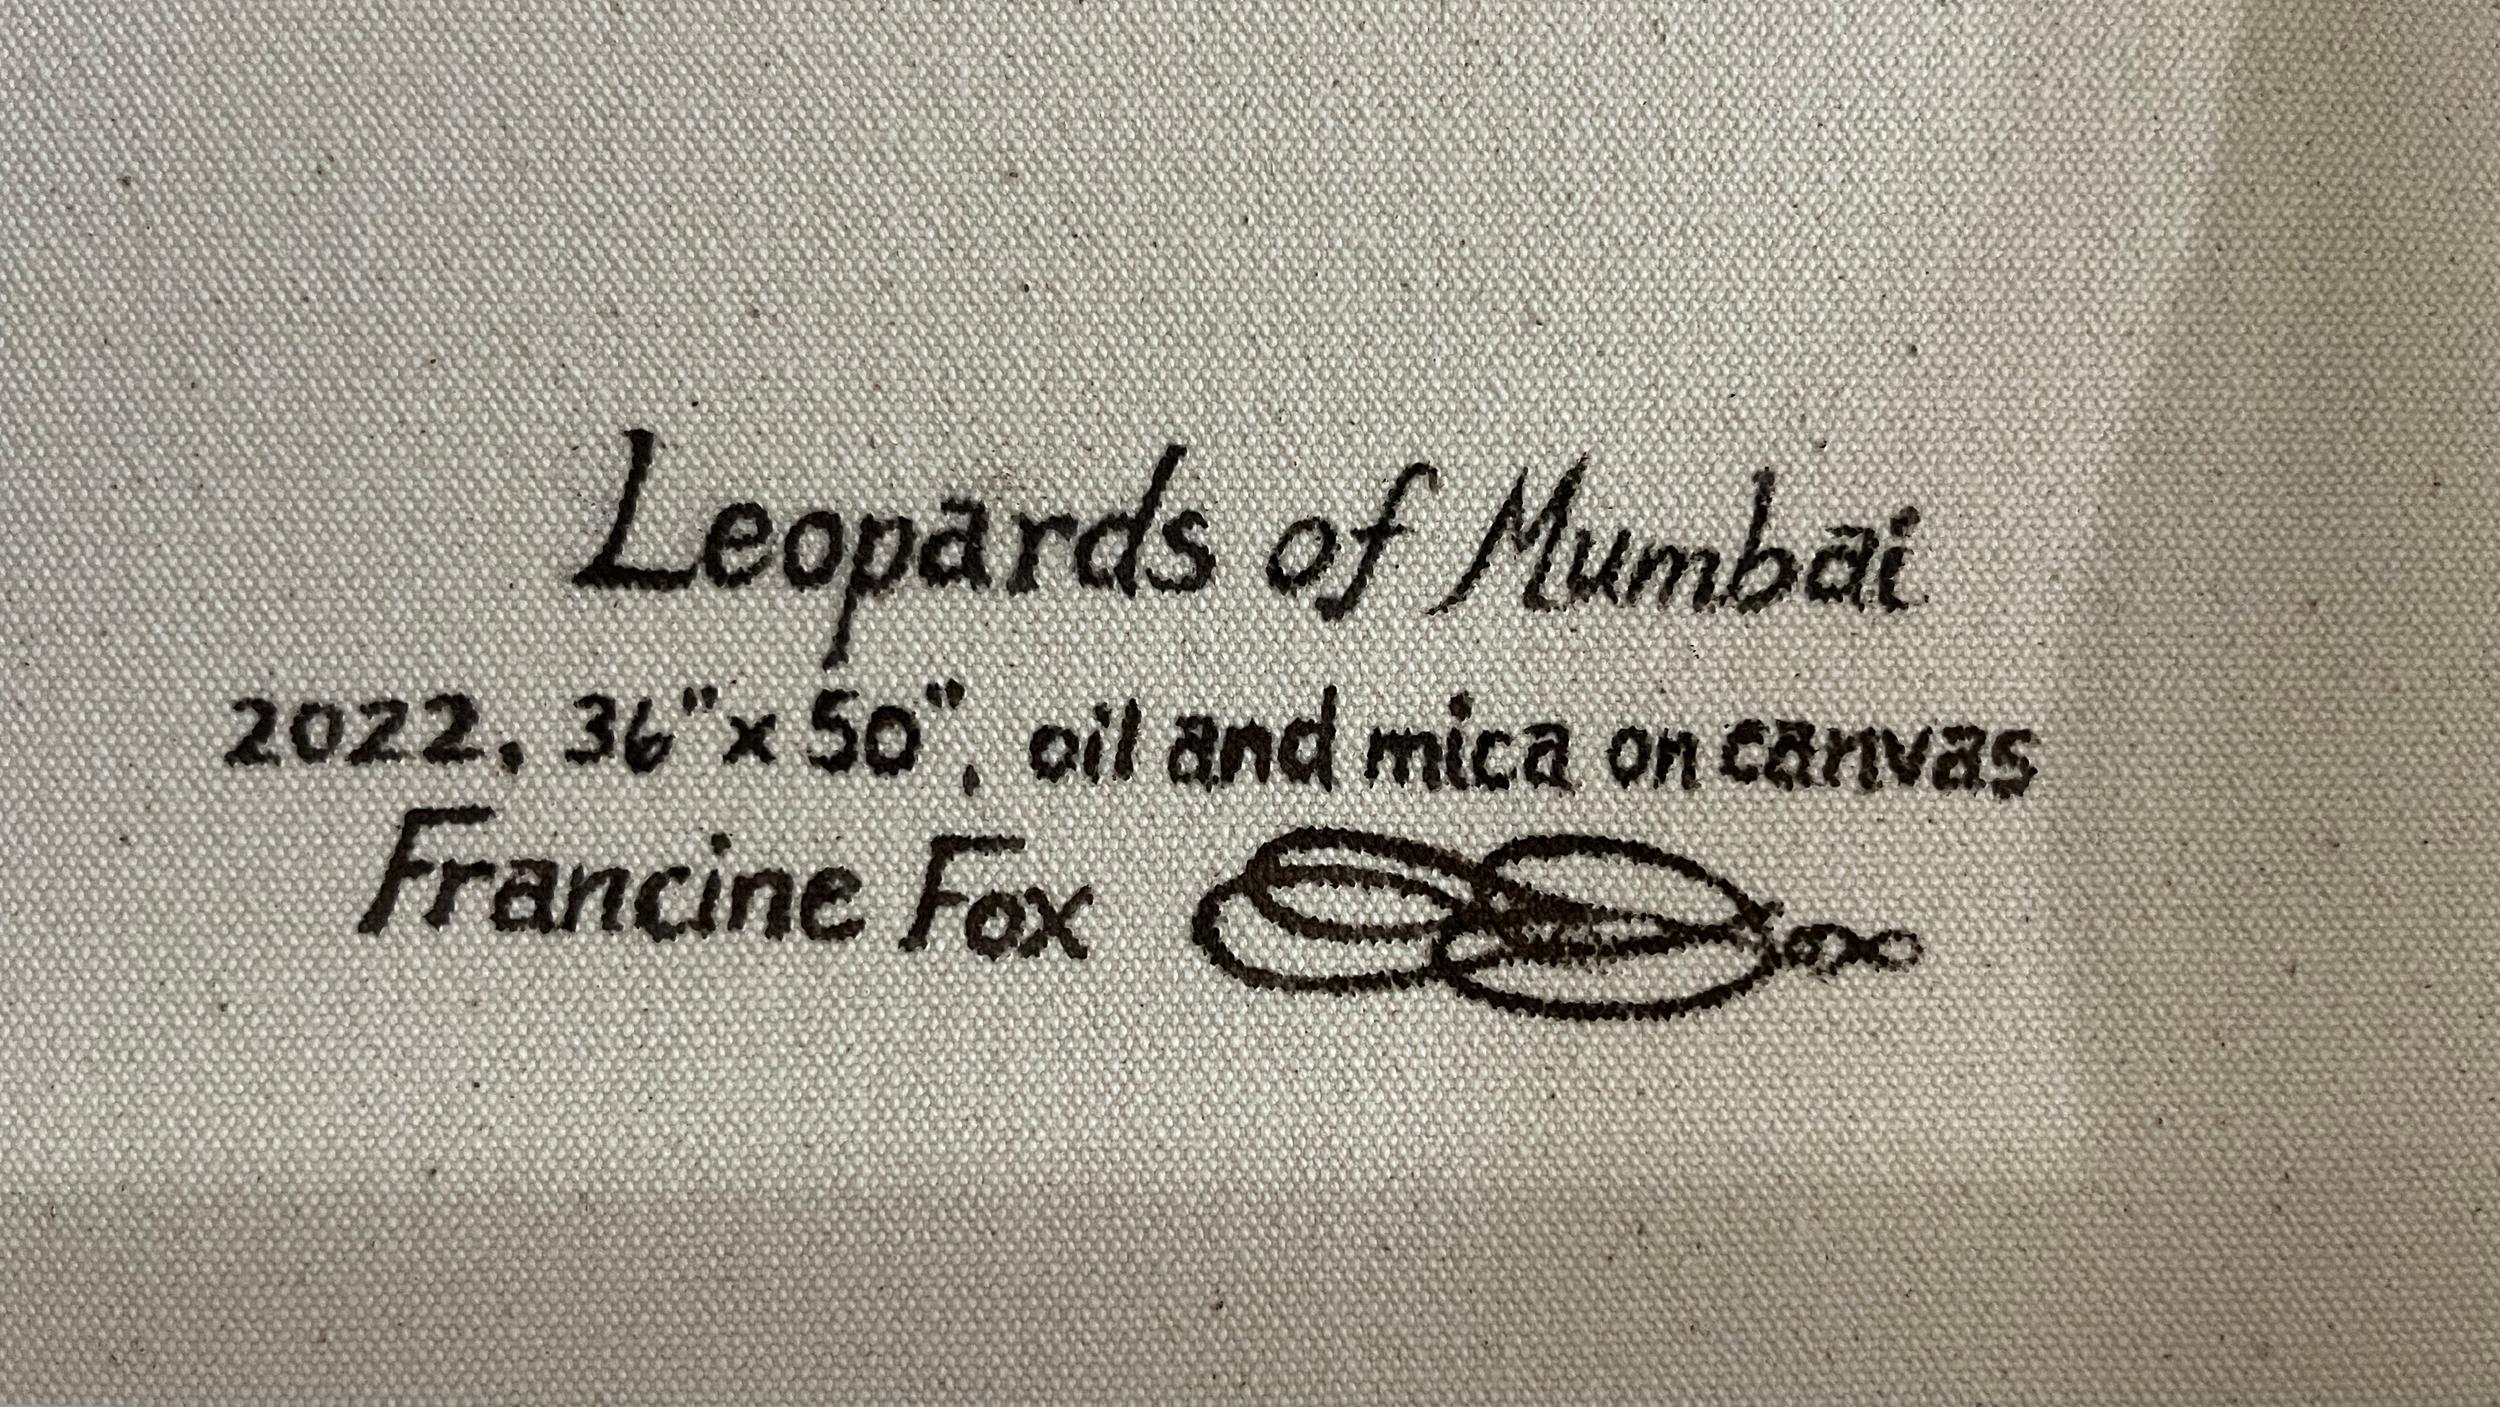 Leopards of Mumbai
2022, 36"x 50", oil and mica on canvas
Francine Fox